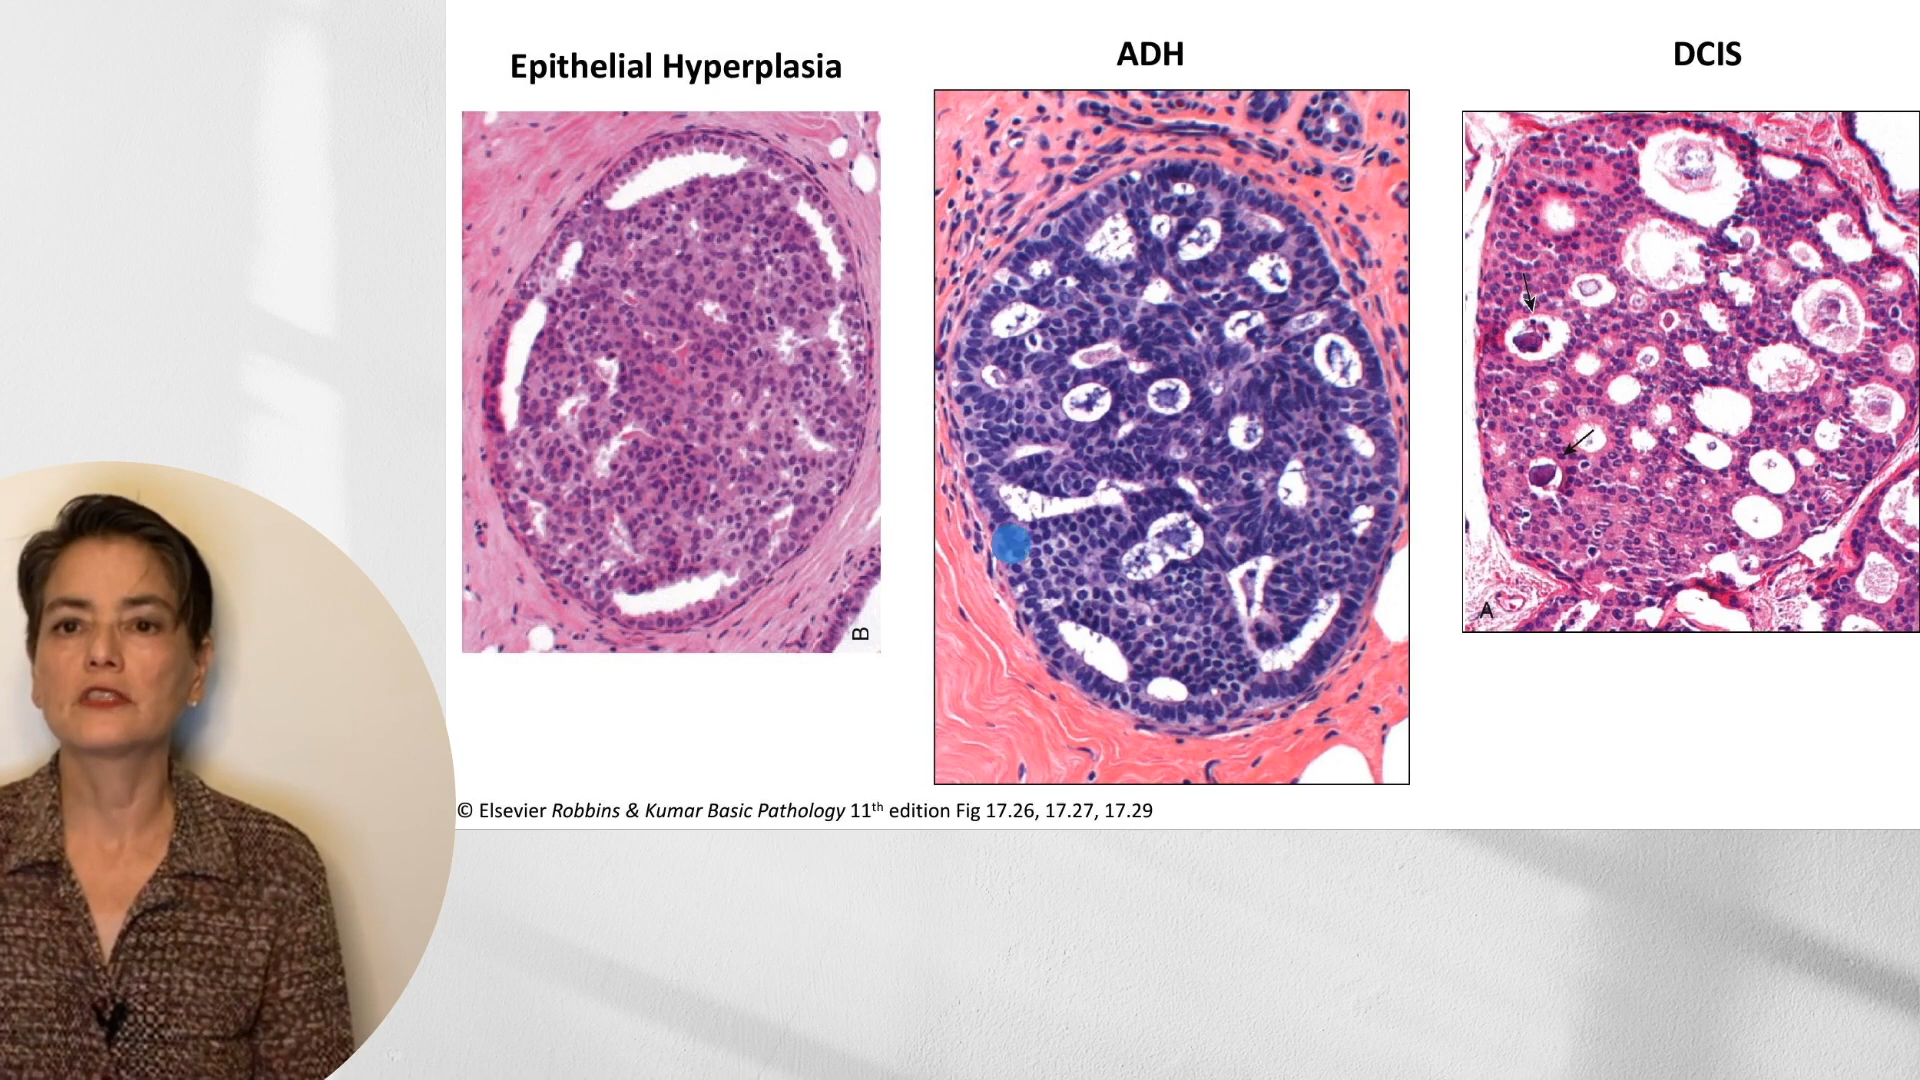 Epithelial Hyperplasia
ADH
DCIS
B
A
© Elsevier Robbins & Kumar Basic Pathology 11th edition Fig 17.26, 17.27, 17.29